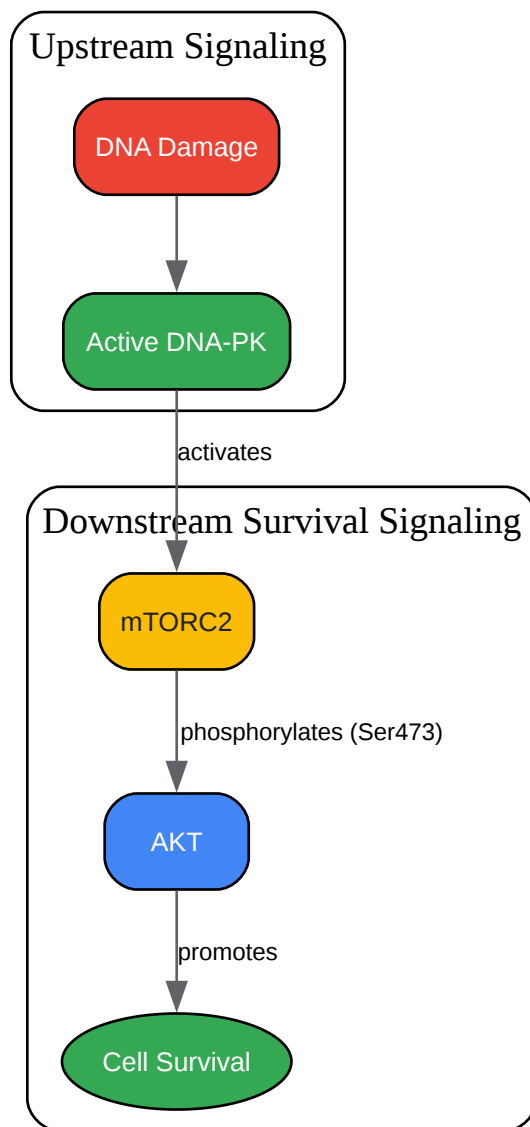 Upstream Signaling
DNA Damage
Active DNA-PK
activates
Downstream Survival Signaling
mTORC2
phosphorylates (Ser473)
AKT
promotes
Cell Survival